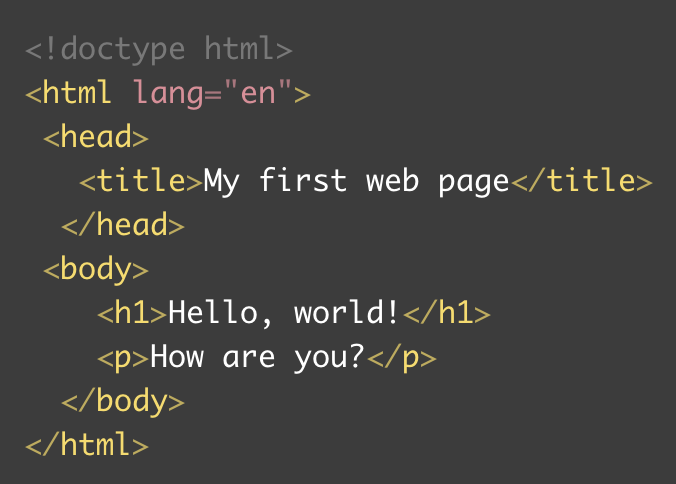 <!doctype html>
<html lang="en">
 <head>
   <title>My first web page</title>
  </head>
 <body>
    <h1>Hello, world!</h1>
    <p>How are you?</p>
  </body>
</html>